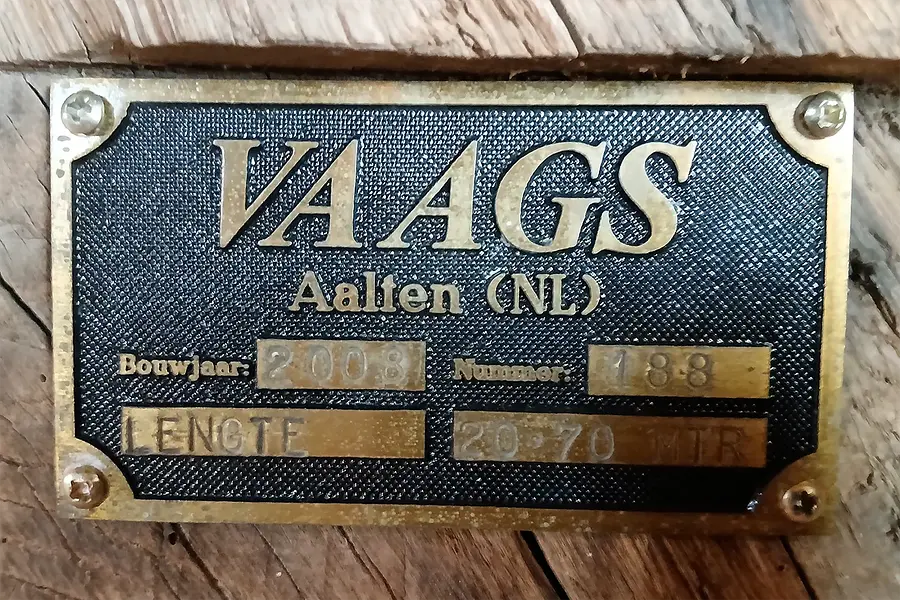 VAAGS
Aalten (NL)
Bouwjaar: 2008 Nummer: 188
LENGTE 20·70 MTR